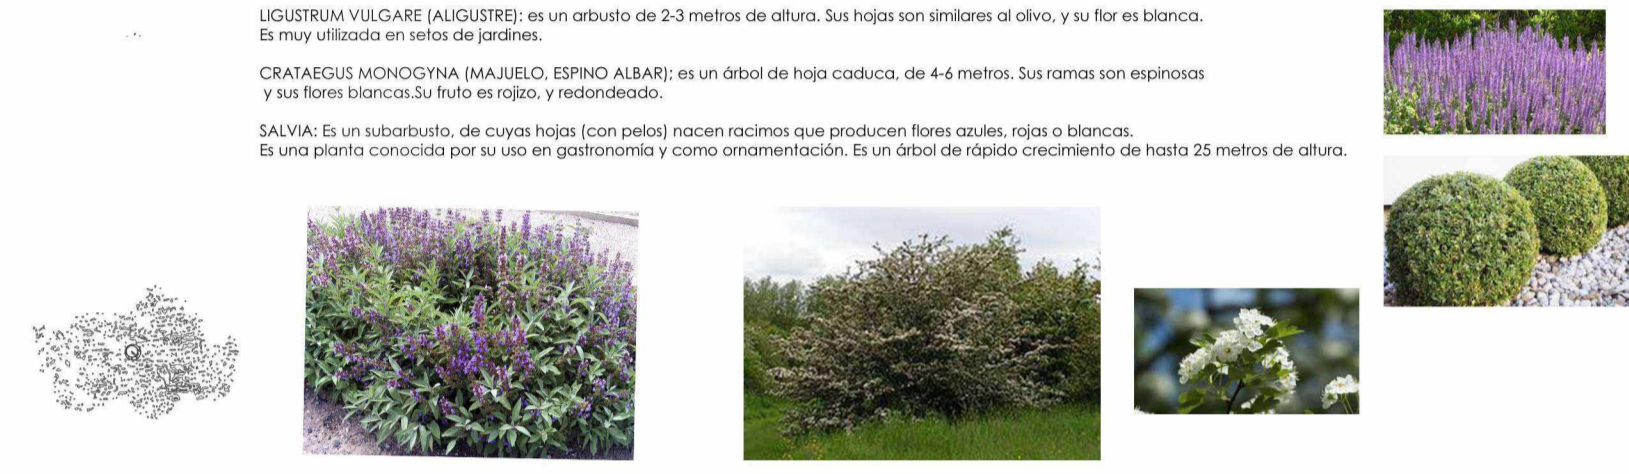 LIGUSTRUM VULGARE (ALIGUSTRE): es un arbusto de 2-3 metros de altura. Sus hojas son similares al olivo, y su flor es blanca.
Es muy utilizada en setos de jardines.
CRATAEGUS MONOGYNA (MAJUELO, ESPINO ALBAR); es un árbol de hoja caduca, de 4-6 metros. Sus ramas son espinosas
y sus flores blancas.Su fruto es rojizo, y redondeado.
SALVIA: Es un subarbusto, de cuyas hojas (con pelos) nacen racimos que producen flores azules, rojas o blancas.
Es una planta conocida por su uso en gastronomía y como ornamentación. Es un árbol de rápido crecimiento de hasta 25 metros de altura.